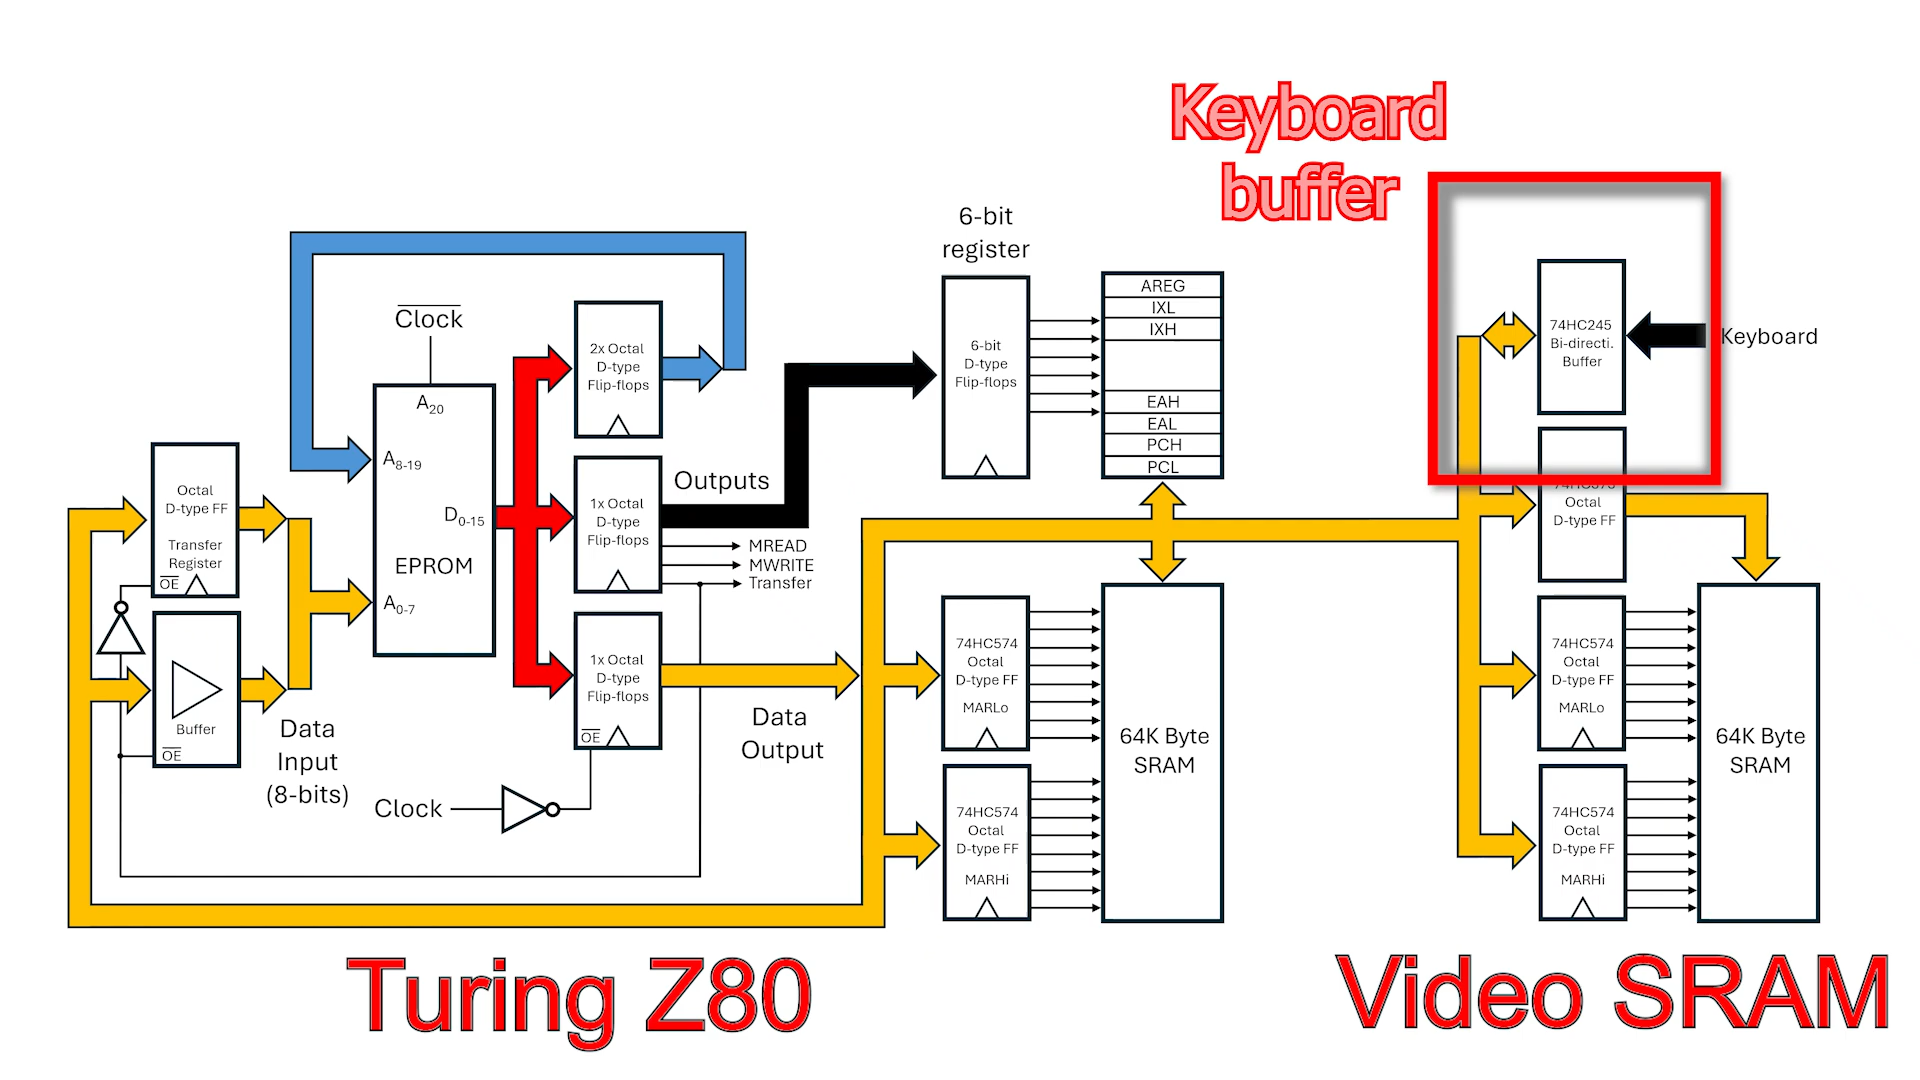 Keyboard
buffer
6-bit
register
Clock
A20
A8-19
D0-15
EPROM
A0-7
Octal
D-type FF
Transfer
Register
OE
Buffer
OE
Data
Input
(8-bits)
2x Octal
D-type
Flip-flops
1x Octal
D-type
Flip-flops
Outputs
MREAD
MWRITE
Transfer
1x Octal
D-type
Flip-flops
OE
Data
Output
Clock
6-bit
D-type
Flip-flops
AREG
IXL
IXH
EAH
EAL
PCH
PCL
74HC574
Octal
D-type FF
MARLo
74HC574
Octal
D-type FF
MARHi
64K Byte
SRAM
74HC245
Bi-directi.
Buffer
Keyboard
Octal
D-type FF
74HC574
Octal
D-type FF
MARLo
74HC574
Octal
D-type FF
MARHi
64K Byte
SRAM
Turing Z80
Video SRAM